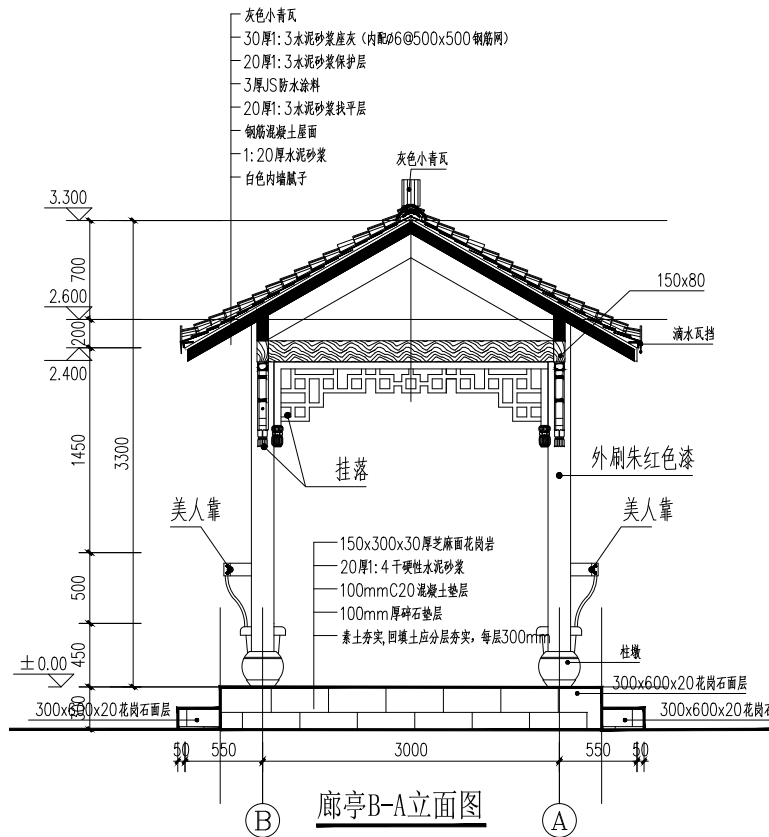 灰色小青瓦
30厚1:3水泥砂浆座灰（内配φ6@500x500钢筋网）
20厚1:3水泥砂浆保护层
3厚JS防水涂料
20厚1:3水泥砂浆找平层
钢筋混凝土屋面
1:20厚水泥砂浆
白色内墙腻子
灰色小青瓦
3.300
700
2.600
200
2.400
150x80
滴水瓦挡
1450
3300
挂落
外刷朱红色漆
美人靠
美人靠
150x300x30厚芝麻面花岗岩
20厚1:4干硬性水泥砂浆
100mmC20混凝土垫层
100mm厚碎石垫层
素土夯实,回填土应分层夯实，每层300mm
500
450
±0.00
柱墩
300x600x20花岗石面层
300x600x20花岗石面层
300x600x20花岗石
50
550
3000
550
50
B
A
廊亭B-A立面图